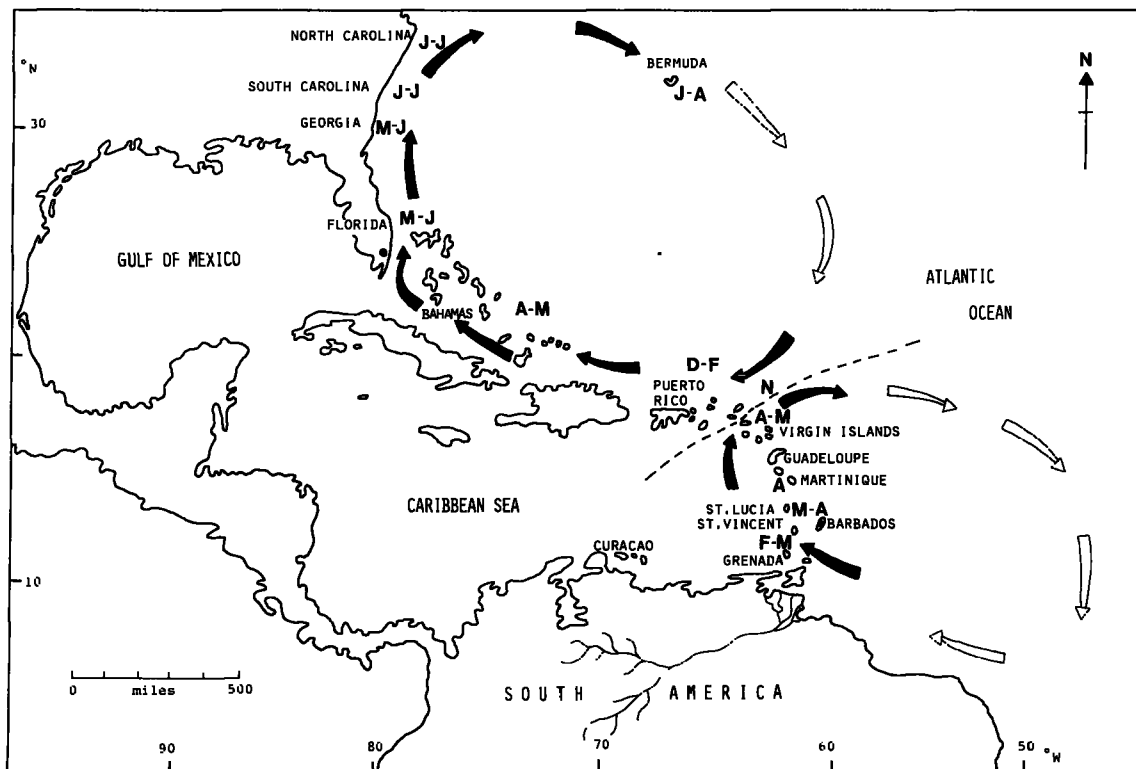 NORTH CAROLINA J-J
°N
BERMUDA
J-A
N
SOUTH CAROLINA J-J
GEORGIA M-J
30
FLORIDA M-J
GULF OF MEXICO
ATLANTIC
OCEAN
BAHAMAS A-M
D-F
PUERTO
RICO
N
A-M
VIRGIN ISLANDS
GUADELOUPE
A MARTINIQUE
CARIBBEAN SEA
ST.LUCIA M-A
ST.VINCENT BARBADOS
CURACAO F-M
GRENADA
10
0 miles 500
SOUTH AMERICA
90 80 70 60 50 °W